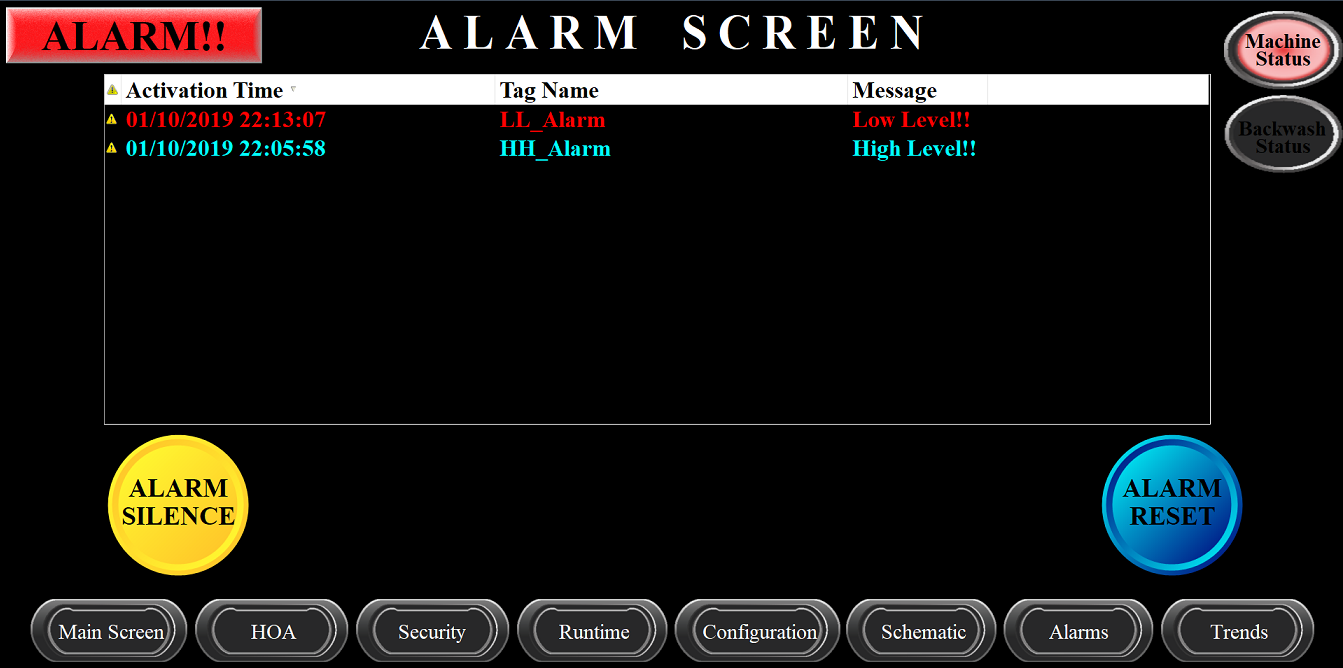 ALARM!!
ALARM SCREEN
Machine
Status
Activation Time Tag Name Message
01/10/2019 22:13:07 LL_Alarm Low Level!!
Backwash
Status
01/10/2019 22:05:58 HH_Alarm High Level!!
ALARM
SILENCE
ALARM
RESET
Main Screen HOA Security Runtime Configuration Schematic Alarms Trends